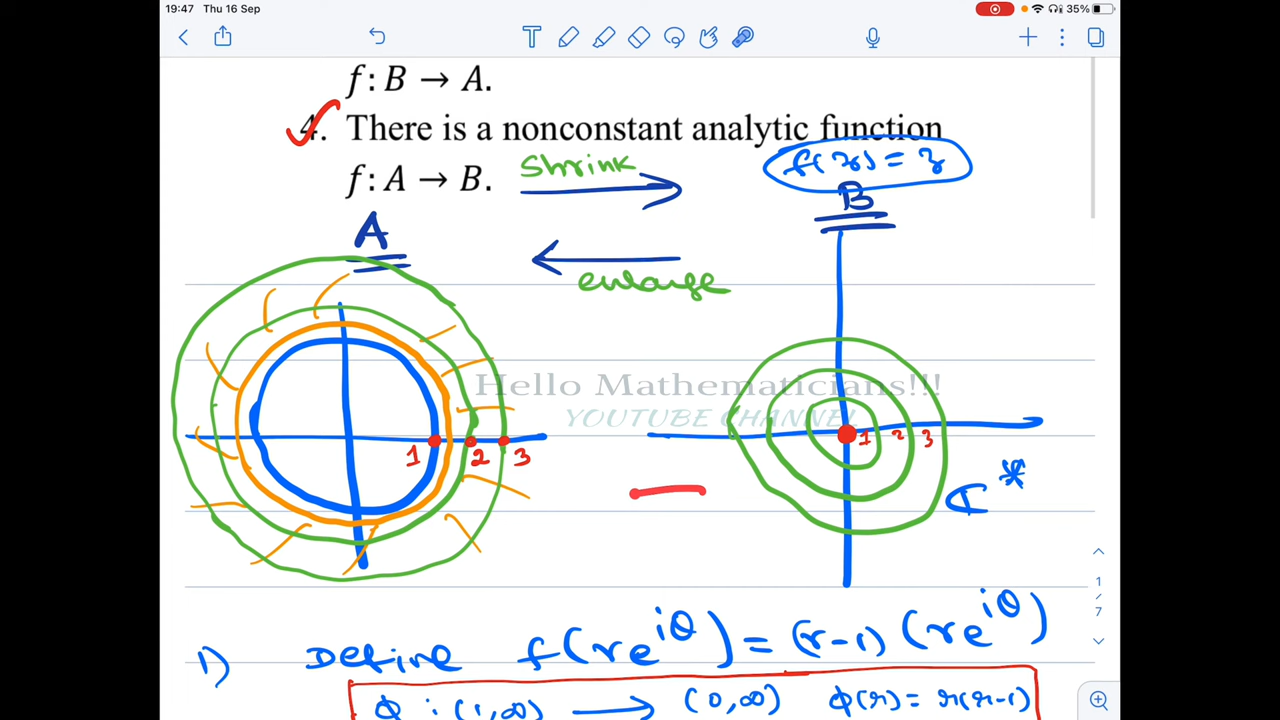 19:47 Thu 16 Sep
35%
f: B → A.
4. There is a nonconstant analytic function
f: A → B.
Shrink
f(z) = z
A
B
enlarge
Hello Mathematicians!!!
YOUTUBE CHANNEL
1 2 3
1 2 3
ℂ*
1
/
7
1) Define f(re^{iθ}) = (r-1)(re^{iθ})
φ : (1,∞) → (0,∞) φ(r) = r(r-1)